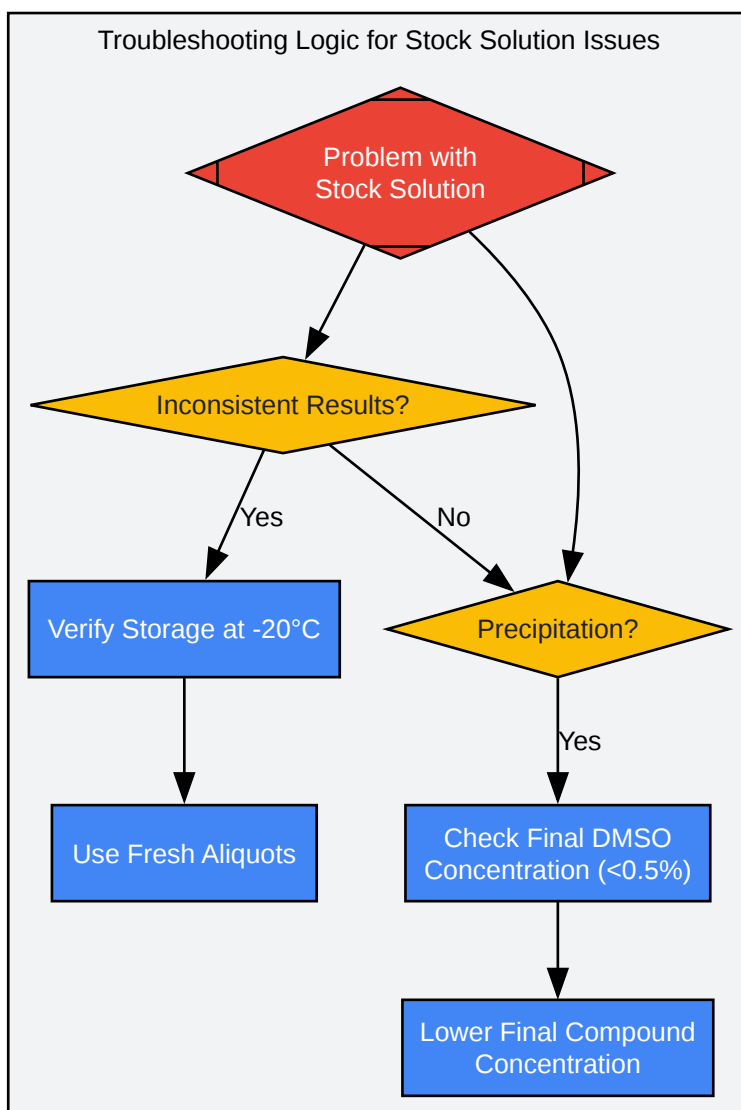 Troubleshooting Logic for Stock Solution Issues
Problem with
Stock Solution
Inconsistent Results?
Yes
No
Verify Storage at -20°C
Precipitation?
Yes
Use Fresh Aliquots
Check Final DMSO
Concentration (<0.5%)
Lower Final Compound
Concentration